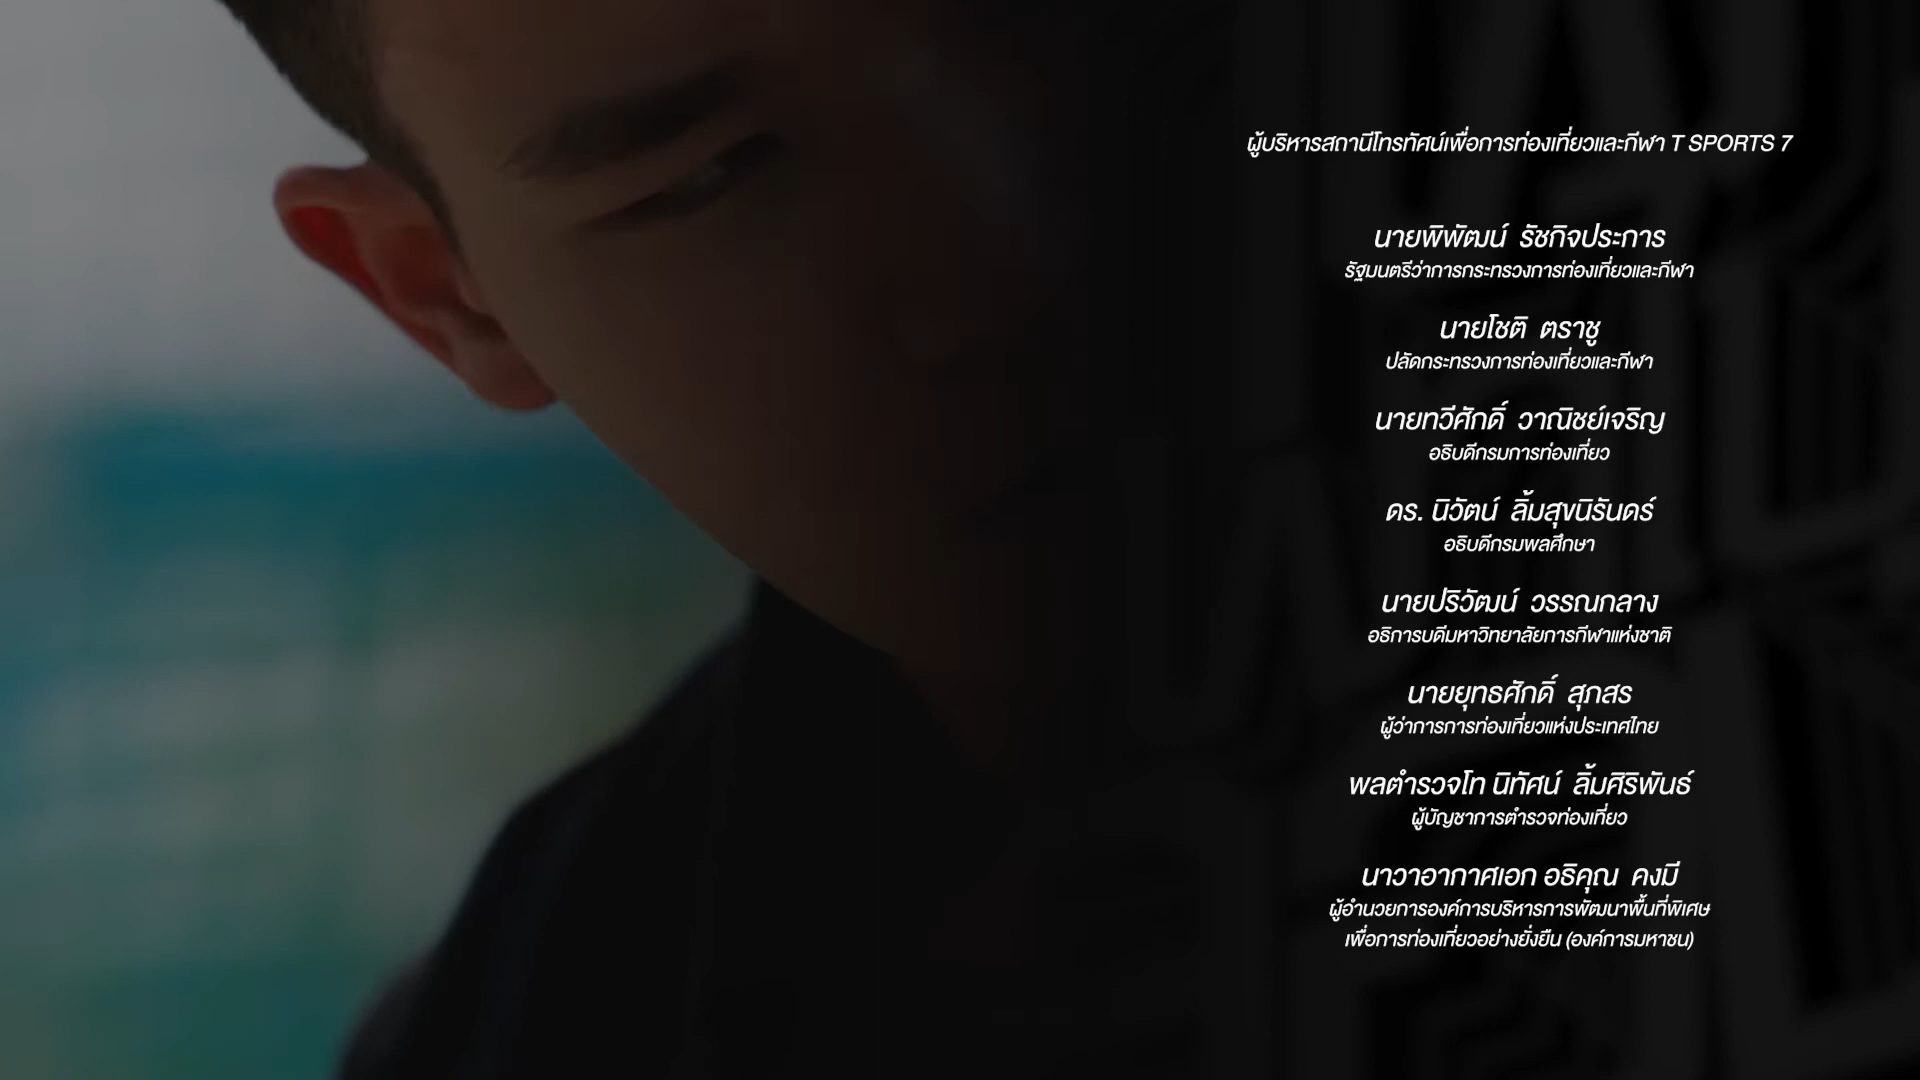 ผู้บริหารสถานีโทรทัศน์เพื่อการท่องเที่ยวและกีฬา T SPORTS 7
นายพิพัฒน์ รัชกิจประการ
รัฐมนตรีว่าการกระทรวงการท่องเที่ยวและกีฬา
นายโชติ ตราชู
ปลัดกระทรวงการท่องเที่ยวและกีฬา
นายทวีศักดิ์ วาณิชย์เจริญ
อธิบดีกรมการท่องเที่ยว
ดร. นิวัตน์ ลิ้มสุขนิรันดร์
อธิบดีกรมพลศึกษา
นายปริวัฒน์ วรรณกลาง
อธิการบดีมหาวิทยาลัยการกีฬาแห่งชาติ
นายยุทธศักดิ์ สุภสร
ผู้ว่าการการท่องเที่ยวแห่งประเทศไทย
พลตำรวจโท นิทัศน์ ลิ้มศิริพันธ์
ผู้บัญชาการตำรวจท่องเที่ยว
นาวาอากาศเอก อธิคุณ คงมี
ผู้อำนวยการองค์การบริหารการพัฒนาพื้นที่พิเศษ
เพื่อการท่องเที่ยวอย่างยั่งยืน (องค์การมหาชน)